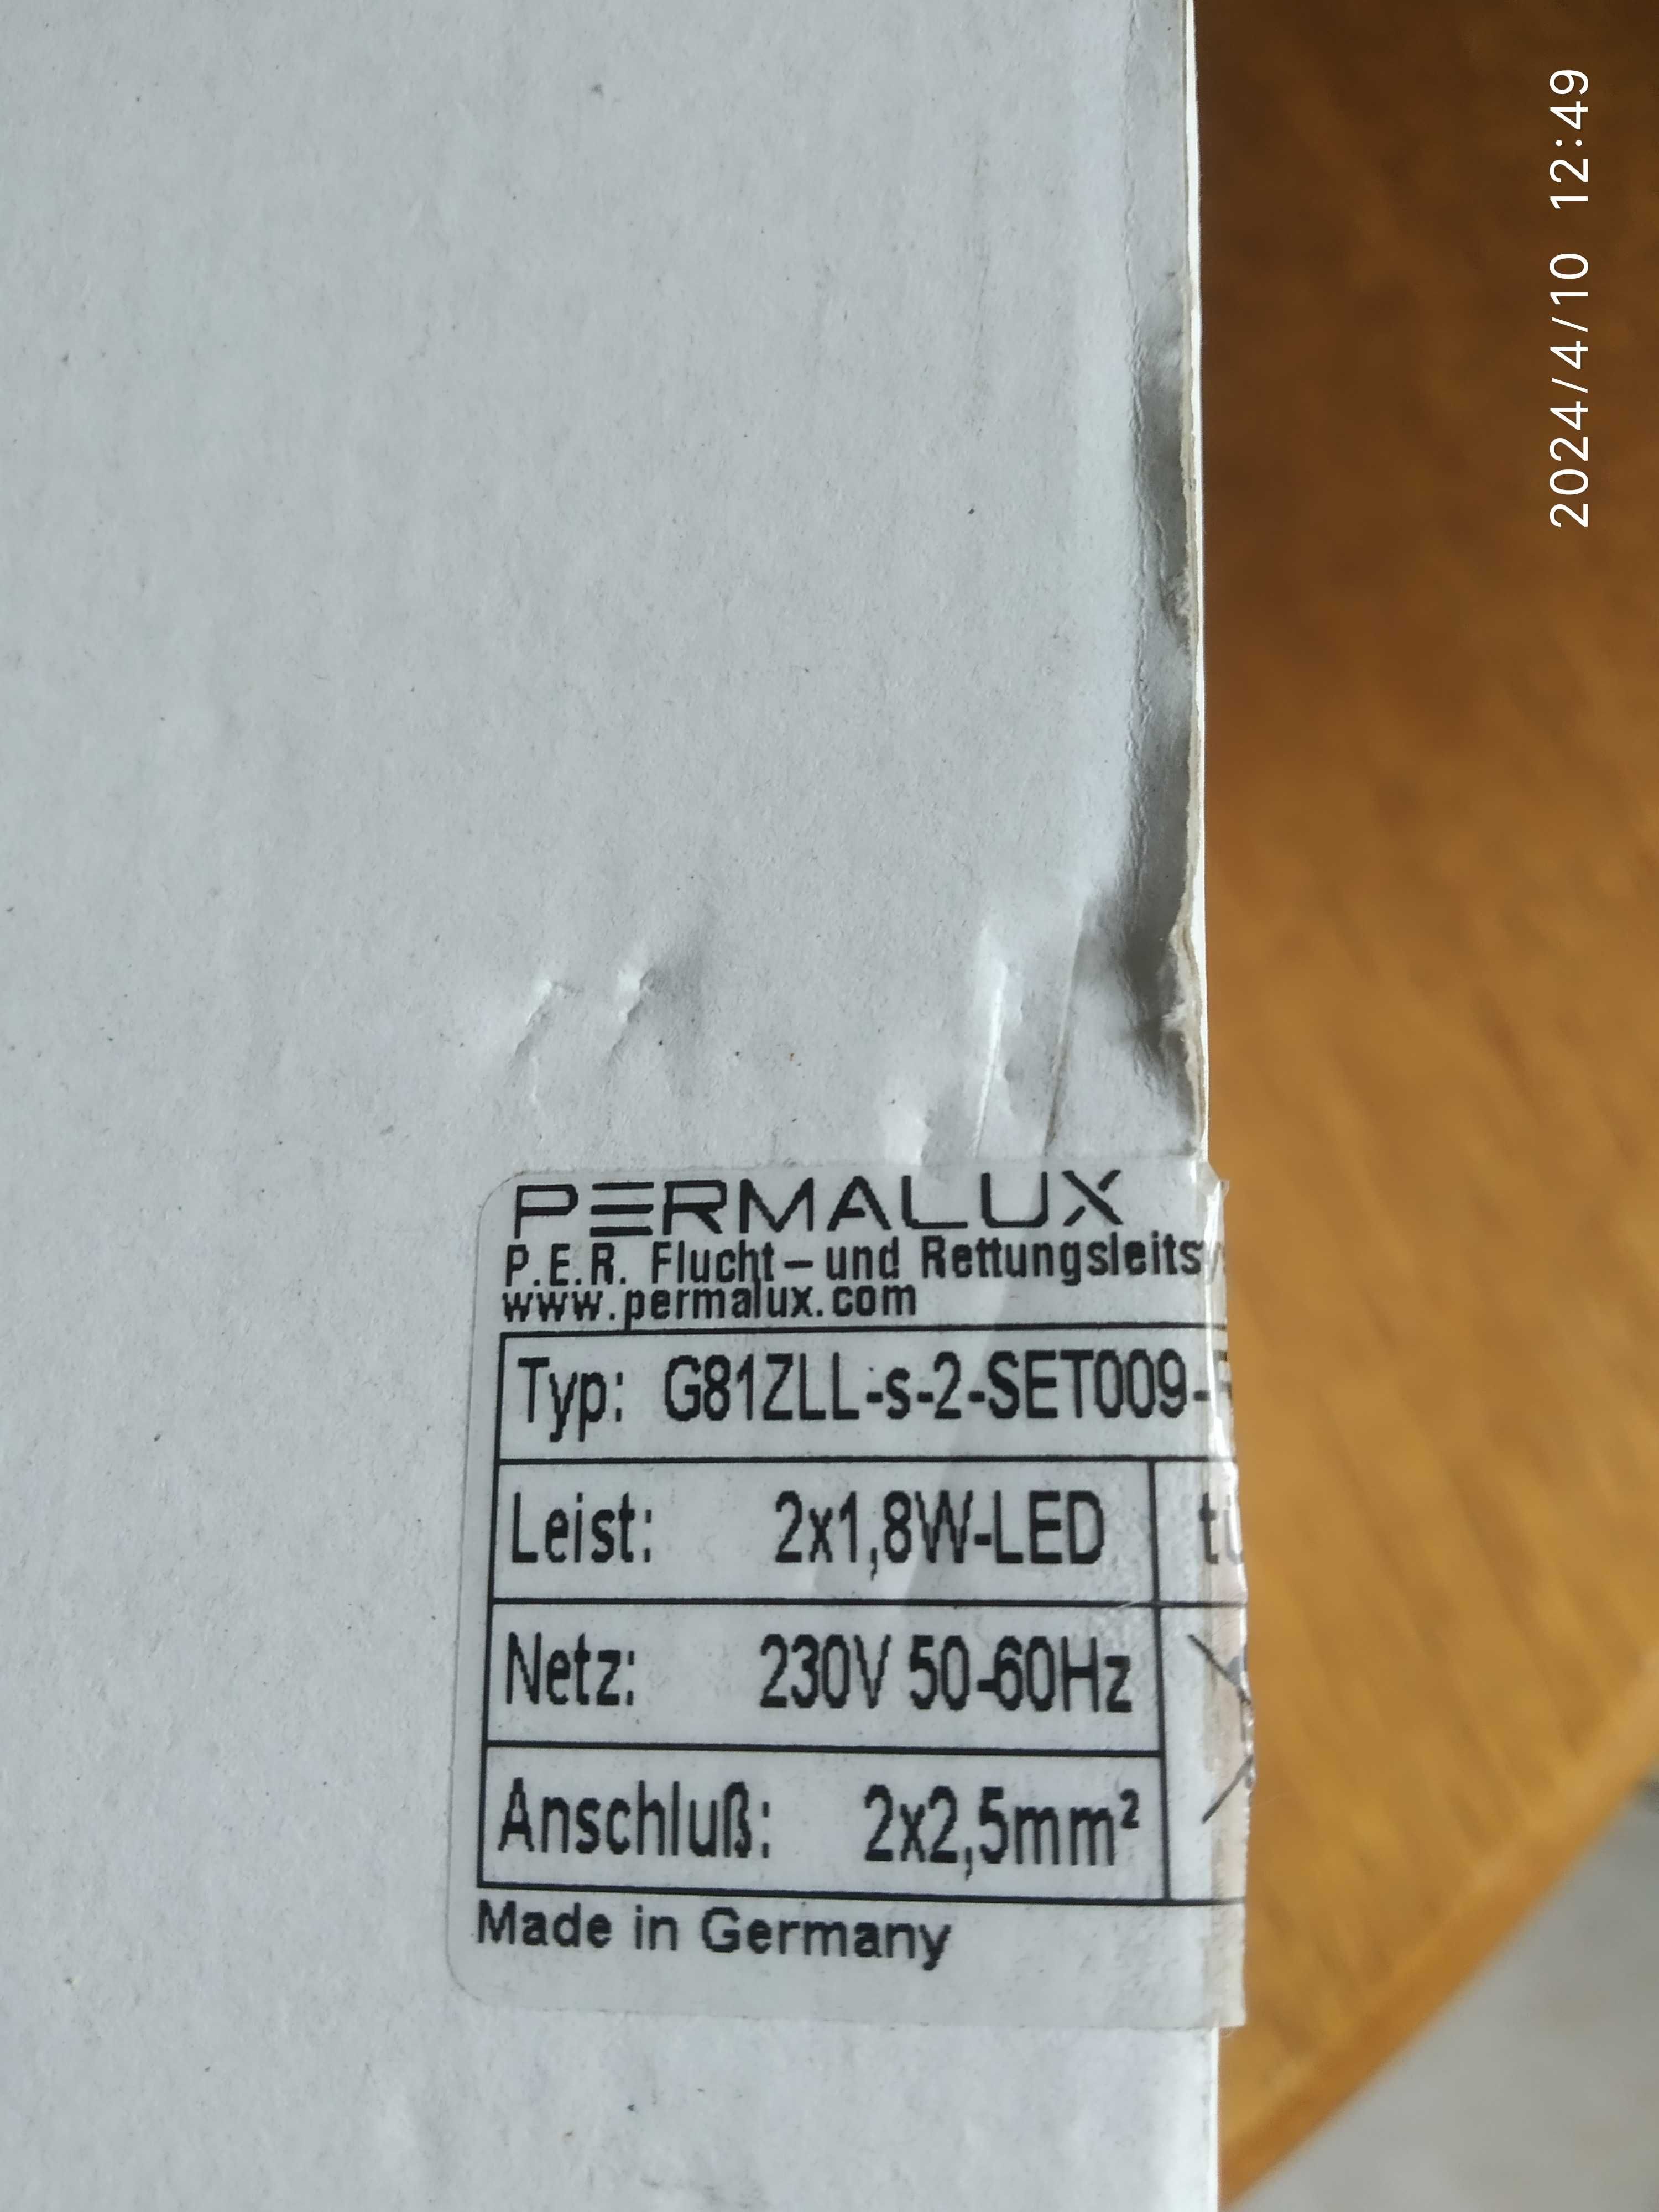 PERMALUX
P.E.R. Flucht- und Rettungsleits
www.permalux.com
Typ: G81ZLL-s-2-SET009-
Leist: 2x1,8W-LED
Netz: 230V 50-60Hz
Anschluß: 2x2,5mm²
Made in Germany
2024/4/10 12:49